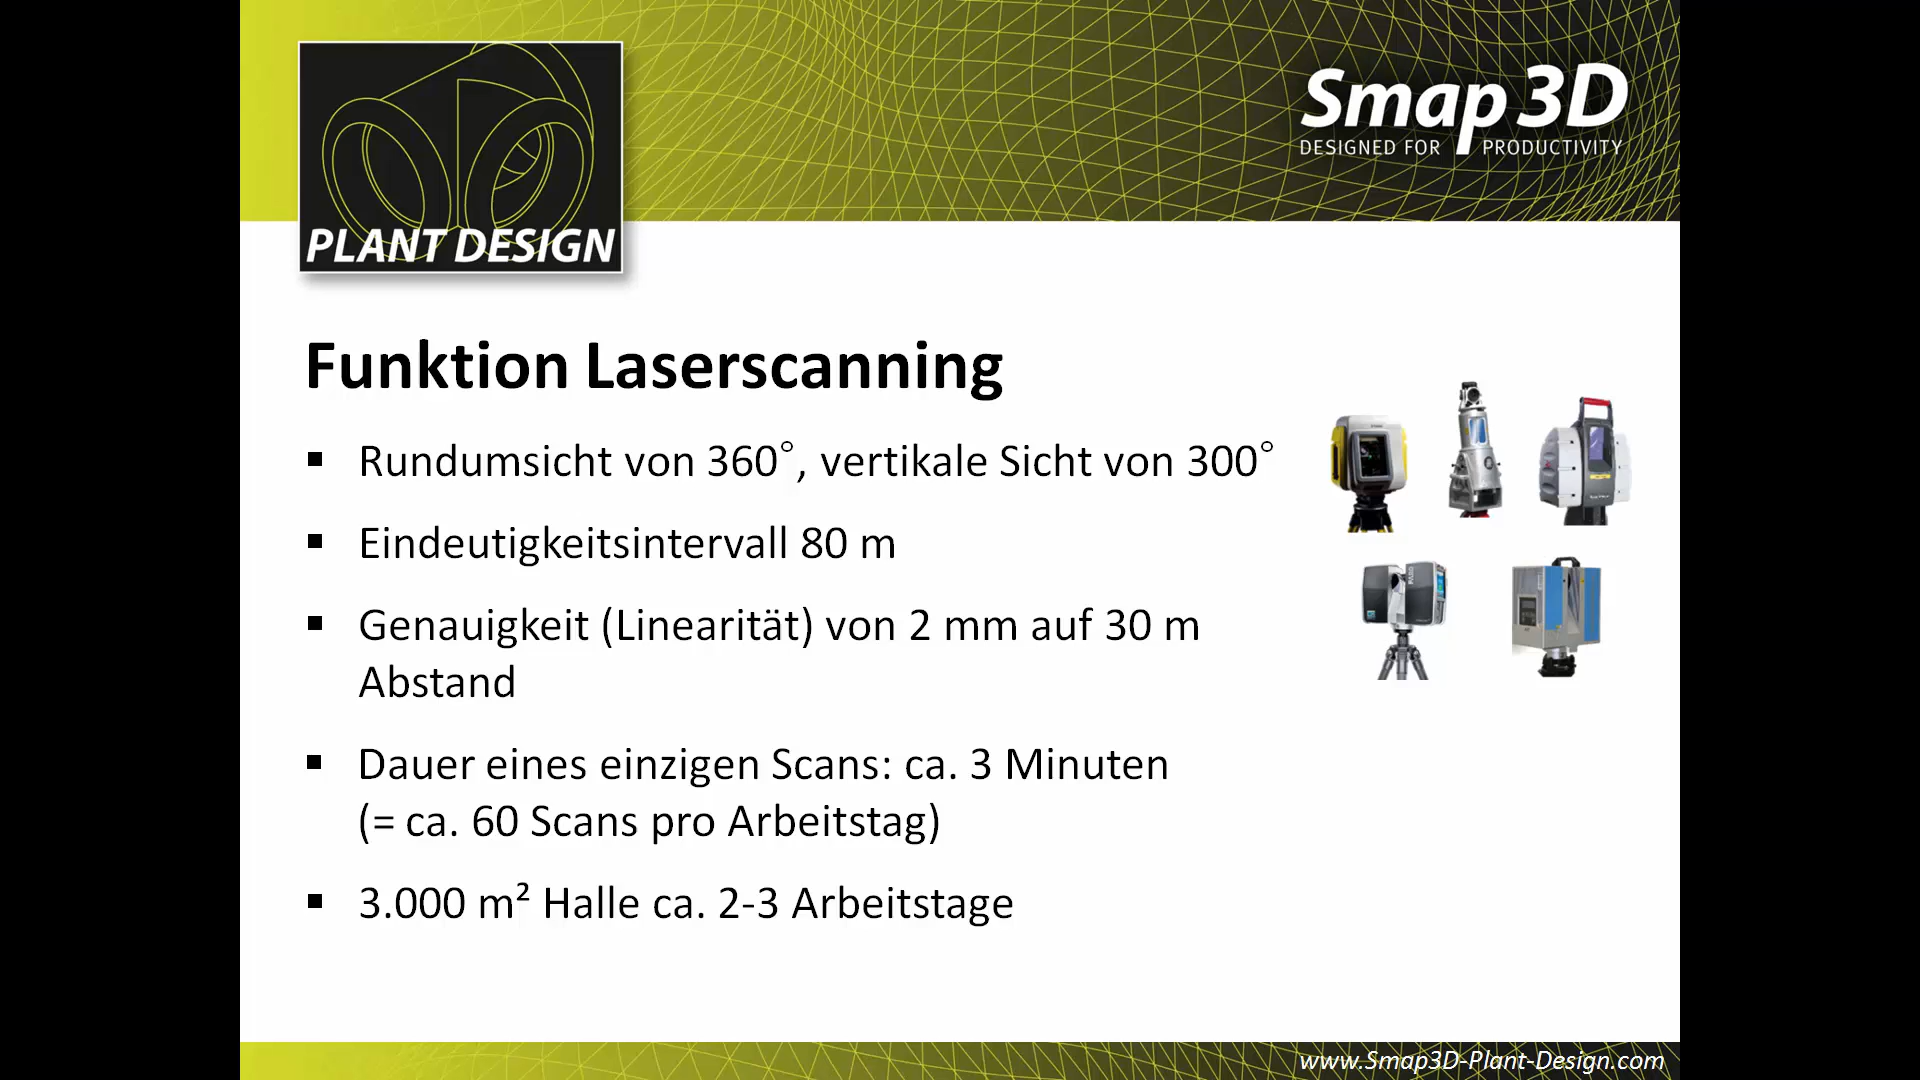 Smap 3D
DESIGNED FOR PRODUCTIVITY
PLANT DESIGN
Funktion Laserscanning
▪ Rundumsicht von 360°, vertikale Sicht von 300°
▪ Eindeutigkeitsintervall 80 m
▪ Genauigkeit (Linearität) von 2 mm auf 30 m
Abstand
▪ Dauer eines einzigen Scans: ca. 3 Minuten
(= ca. 60 Scans pro Arbeitstag)
▪ 3.000 m² Halle ca. 2-3 Arbeitstage
www.Smap3D-Plant-Design.com